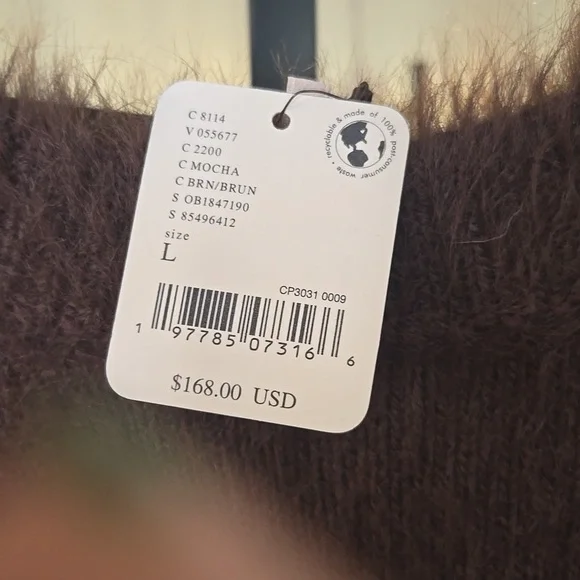 C 8114
V 055677
C 2200
C MOCHA
C BRN/BRUN
S OB1847190
S 85496412
size
L
recyclable & made of 100% post-consumer waste •
CP3031 0009
1 97785 07316 6
$168.00 USD